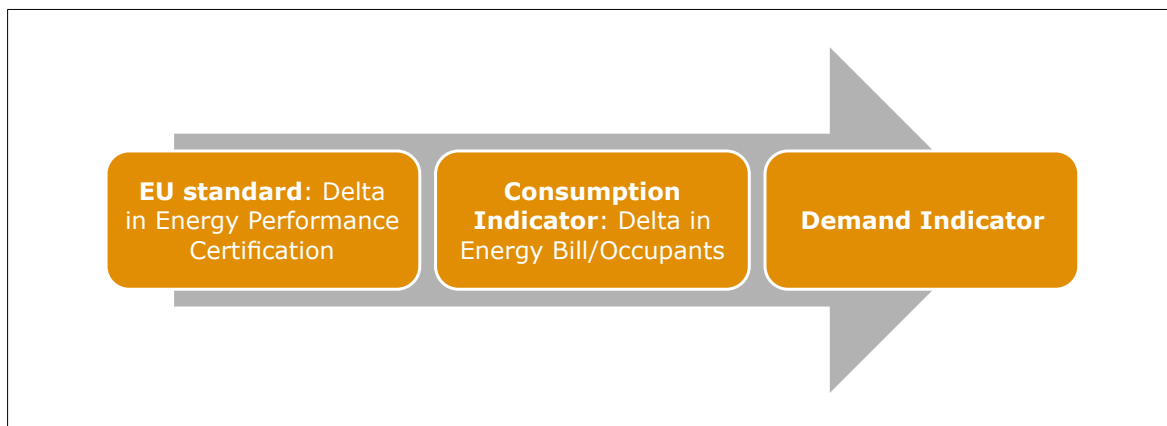 EU standard: Delta
in Energy Performance
Certification
Consumption
Indicator: Delta in
Energy Bill/Occupants
Demand Indicator